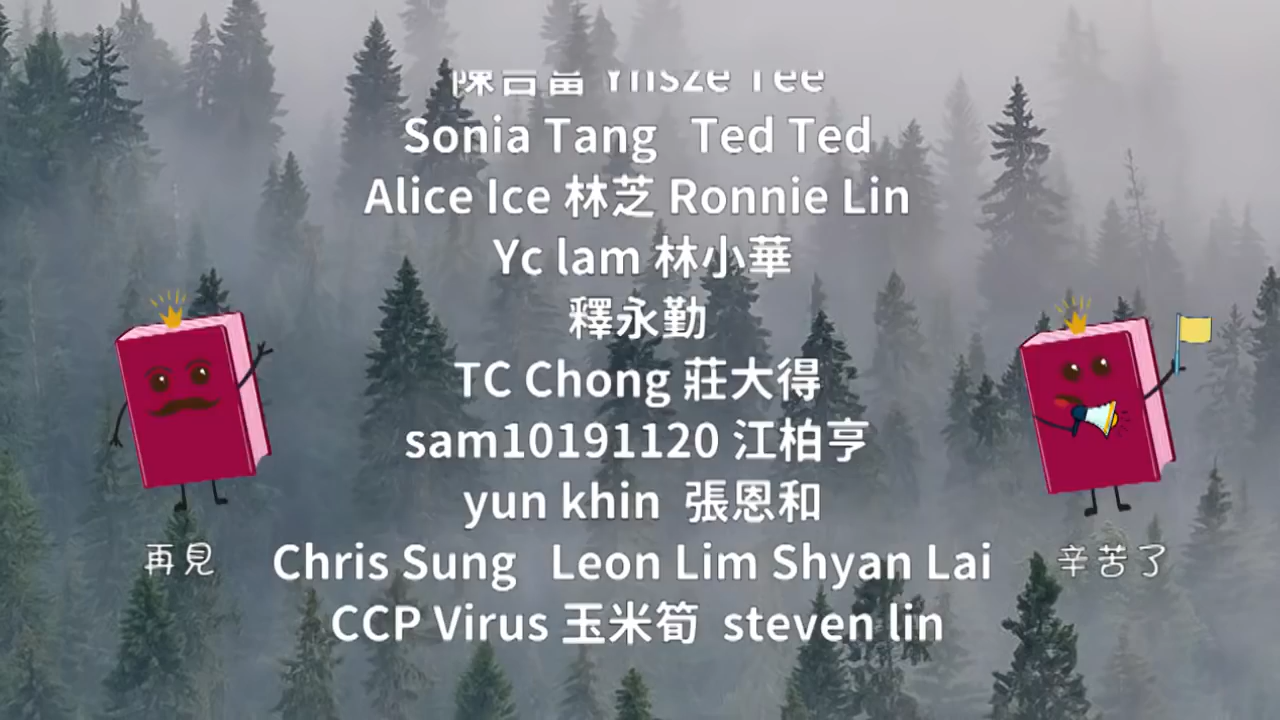 Sonia Tang Ted Ted
Alice Ice 林芝 Ronnie Lin
Yc lam 林小華
釋永勤
TC Chong 莊大得
sam10191120 江柏亨
yun khin 張恩和
Chris Sung Leon Lim Shyan Lai
CCP Virus 玉米筍 steven lin
再見
辛苦了